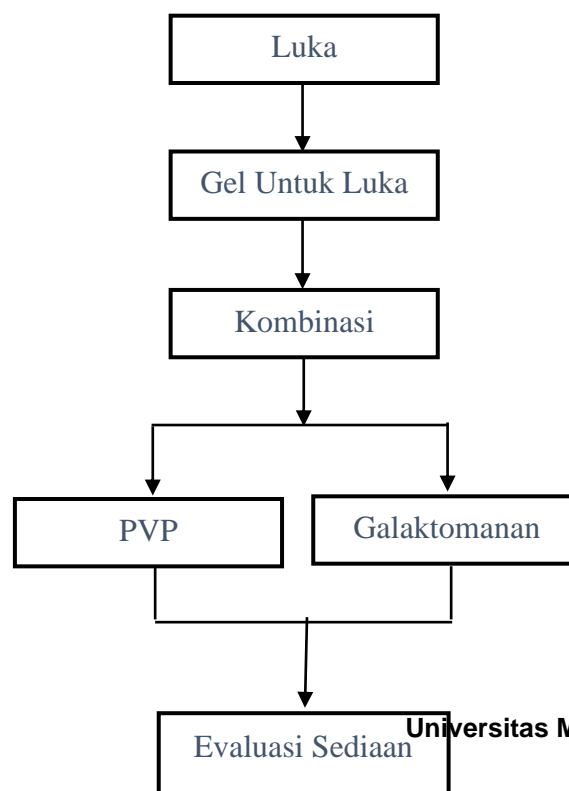 Luka
Gel Untuk Luka
Kombinasi
PVP
Galaktomanan
Evaluasi Sediaan
Universitas M